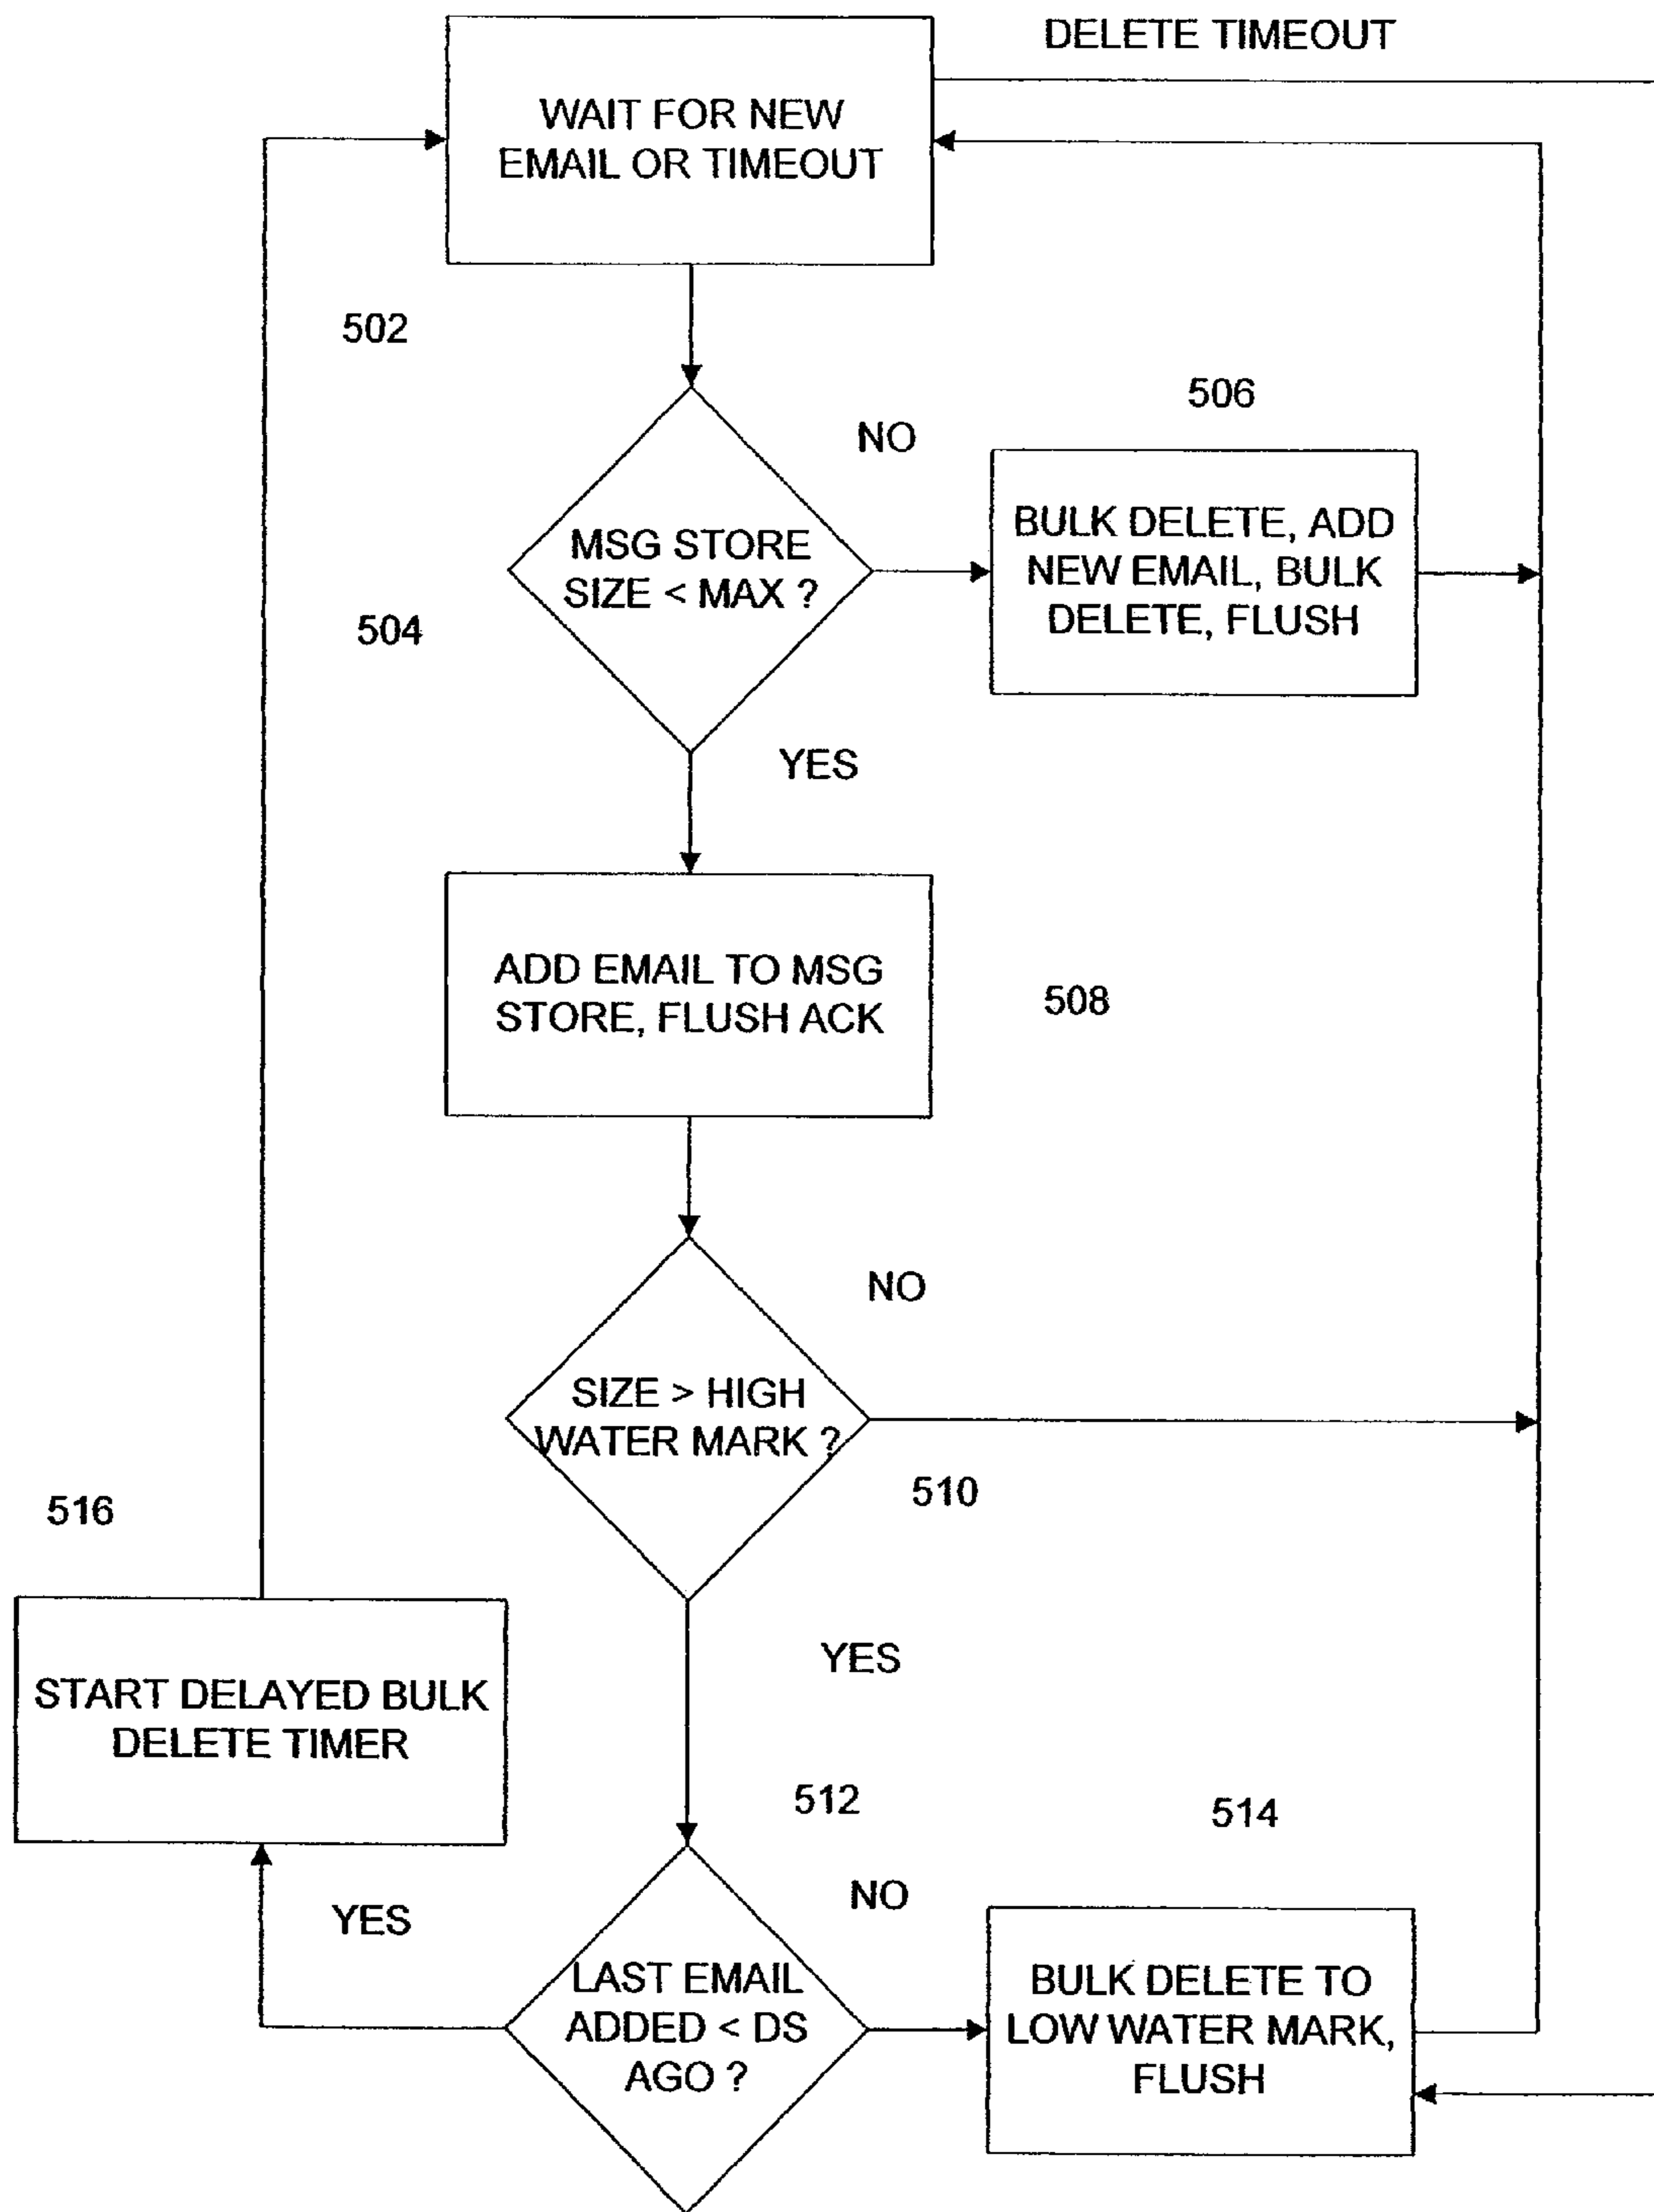 DELETE TIMEOUT
WAIT FOR NEW
EMAIL OR TIMEOUT
502
506
NO
MSG STORE
SIZE < MAX ?
504
BULK DELETE, ADD
NEW EMAIL, BULK
DELETE, FLUSH
YES
ADD EMAIL TO MSG
STORE, FLUSH ACK
508
NO
SIZE > HIGH
WATER MARK ?
510
516
YES
START DELAYED BULK
DELETE TIMER
512
514
NO
YES
LAST EMAIL
ADDED < DS
AGO ?
BULK DELETE TO
LOW WATER MARK,
FLUSH